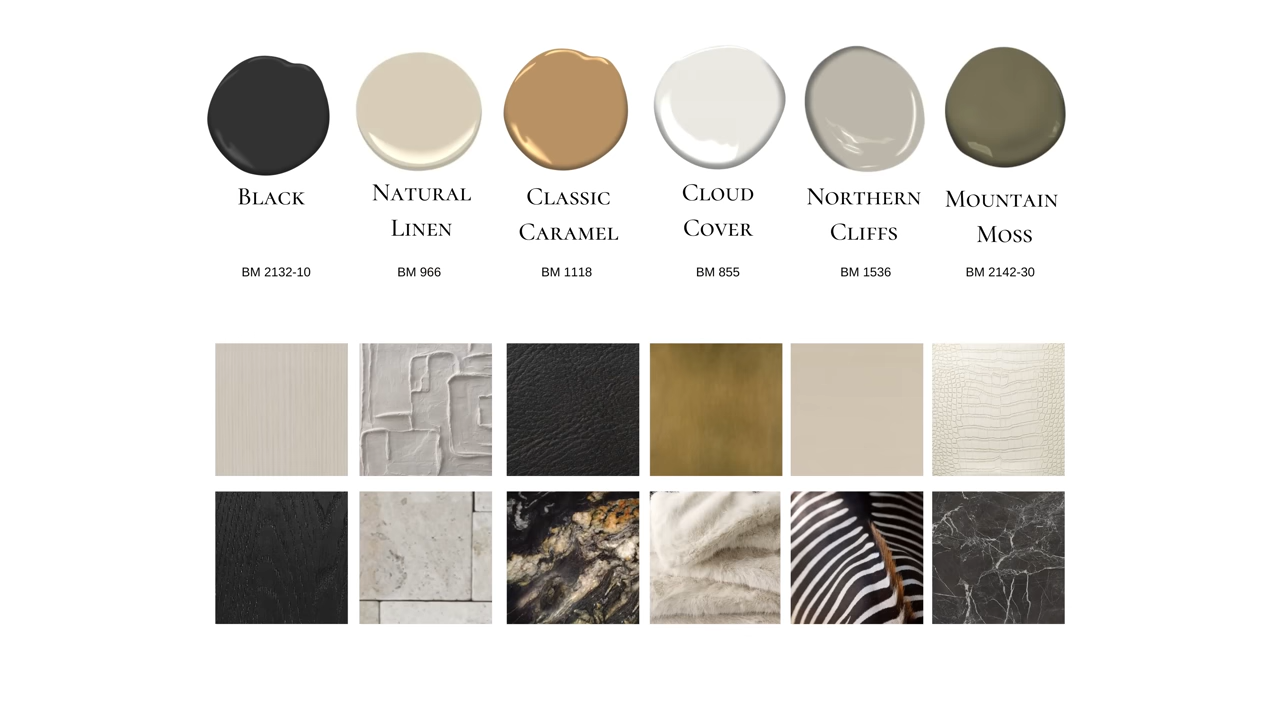 Black
Natural
Linen
Classic
Caramel
Cloud
Cover
Northern
Cliffs
Mountain
Moss
BM 2132-10
BM 966
BM 1118
BM 855
BM 1536
BM 2142-30